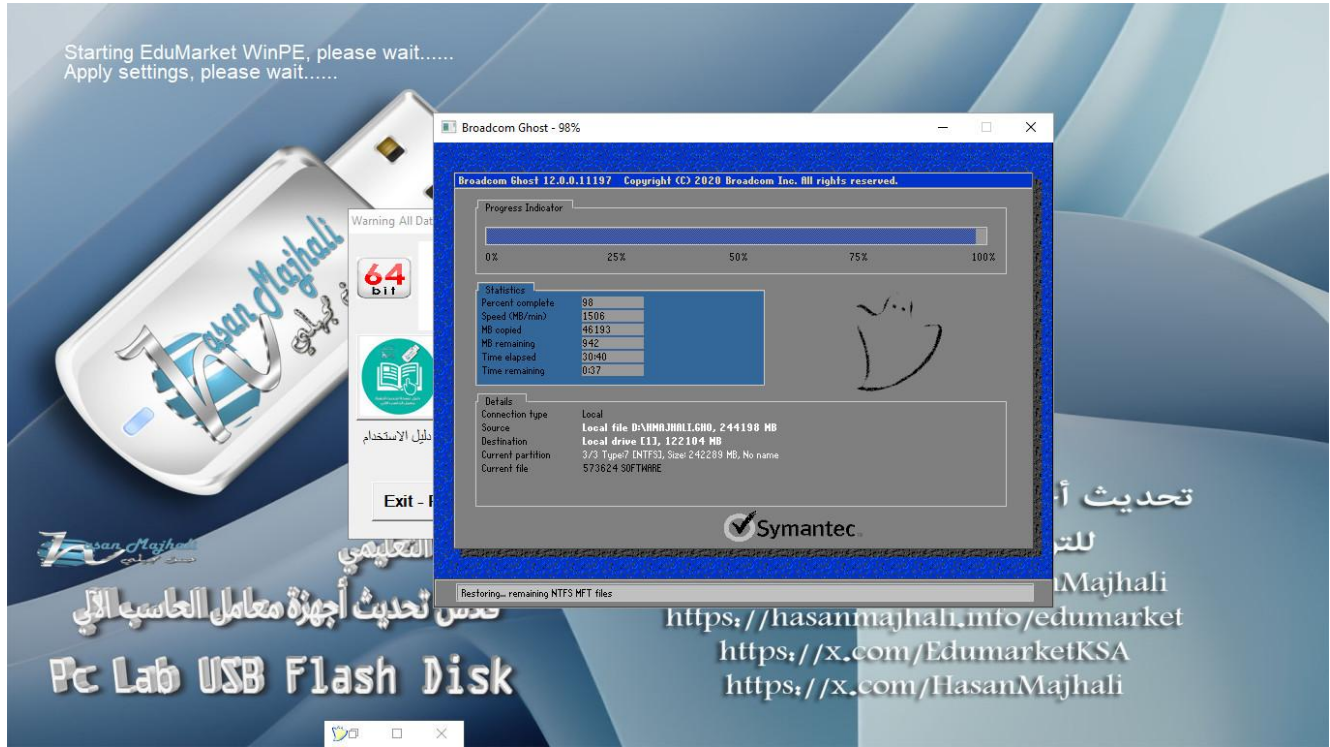 Starting EduMarket WinPE, please wait......
Apply settings, please wait......
Hasan Majhali
Broadcom Ghost - 98%
Broadcom Ghost 12.0.0.11197 Copyright (C) 2020 Broadcom Inc. All rights reserved.
Progress Indicator
0% 25% 50% 75% 100%
Statistics
Percent complete 98
Speed (MB/min) 1506
MB copied 46193
MB remaining 942
Time elapsed 30:40
Time remaining 0:37
Details
Connection type Local
Source Local file D:\HMAJHALI.GHO, 244198 MB
Destination Local drive [1], 122104 MB
Current partition 3/3 Type:7 [NTFS], Size: 242289 MB, No name
Current file 573624 SOFTWARE
Symantec
Restoring... remaining NTFS MFT files
Warning All Dat
64
bit
دليل الاستخدام
Exit -
Hasan Majhali
التعليمي
فلاش تحديث أجهزة معامل الحاسب الآلي
Pc Lab USB Flash Disk
تحديث
للتر
nMajhali
https://hasanmajhali.info/edumarket
https://x.com/EdumarketKSA
https://x.com/HasanMajhali